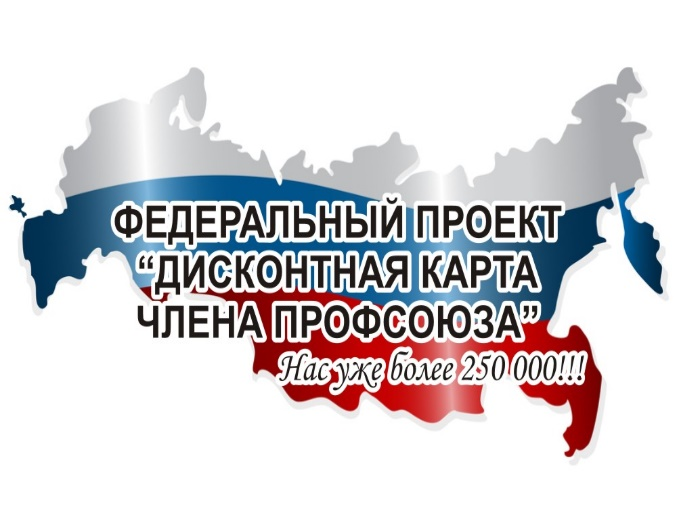 ФЕДЕРАЛЬНЫЙ ПРОЕКТ
“ДИСКОНТНАЯ КАРТА
ЧЛЕНА ПРОФСОЮЗА”
Нас уже более 250 000!!!